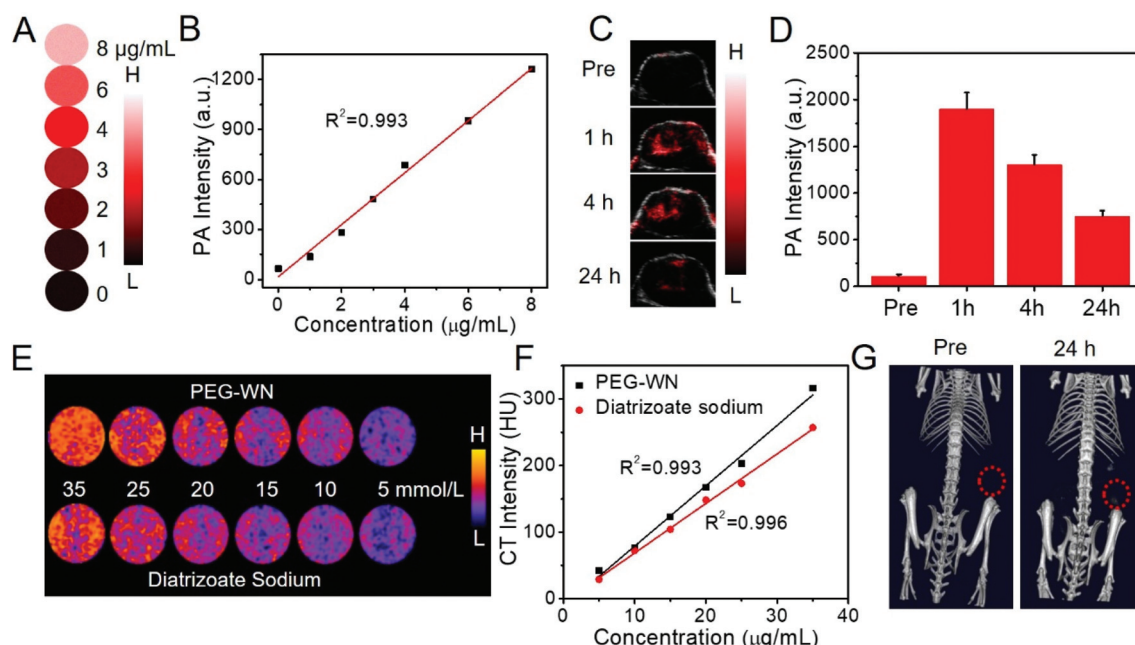 A
8 µg/mL
H
6
4
3
2
1
L
0
B
PA Intensity (a.u.)
1200
900
600
300
0
R²=0.993
0 2 4 6 8
Concentration (µg/mL)
C
H
Pre
1 h
4 h
24 h
L
D
PA Intensity (a.u.)
2500
2000
1500
1000
500
0
Pre 1h 4h 24h
E
PEG-WN
H
35 25 20 15 10 5 mmol/L
L
Diatrizoate Sodium
F
CT Intensity (HU)
300
200
100
0
PEG-WN
Diatrizoate sodium
R²=0.993
R²=0.996
0 10 20 30 40
Concentration (µg/mL)
G
Pre 24 h